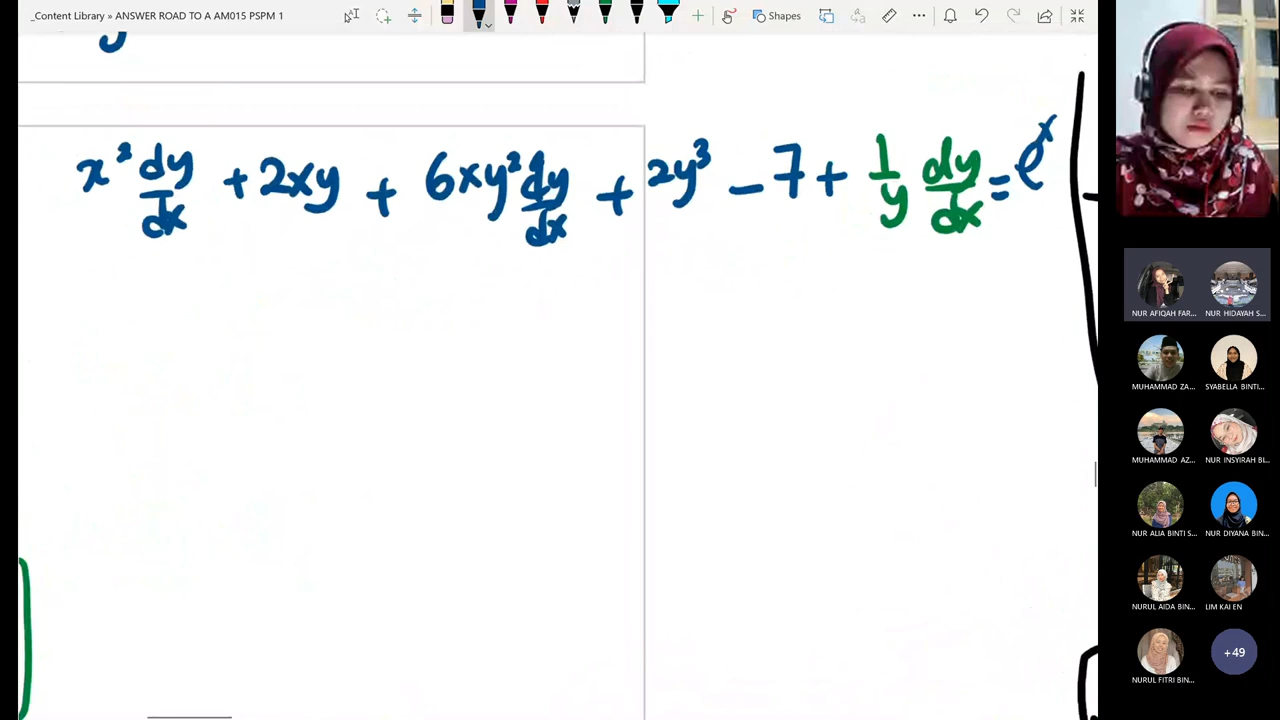 _Content Library » ANSWER ROAD TO A AM015 PSPM 1
Shapes
y
x² dy/dx + 2xy + 6xy² dy/dx + 2y³ - 7 + 1/y dy/dx = eˣ
NUR AFIQAH FAR... NUR HIDAYAH S...
MUHAMMAD ZA... SYABELLA BINTI...
MUHAMMAD AZ... NUR INSYIRAH BI...
NUR ALIA BINTI S... NUR DIYANA BIN...
NURUL AIDA BIN... LIM KAI EN
NURUL FITRI BIN... +49